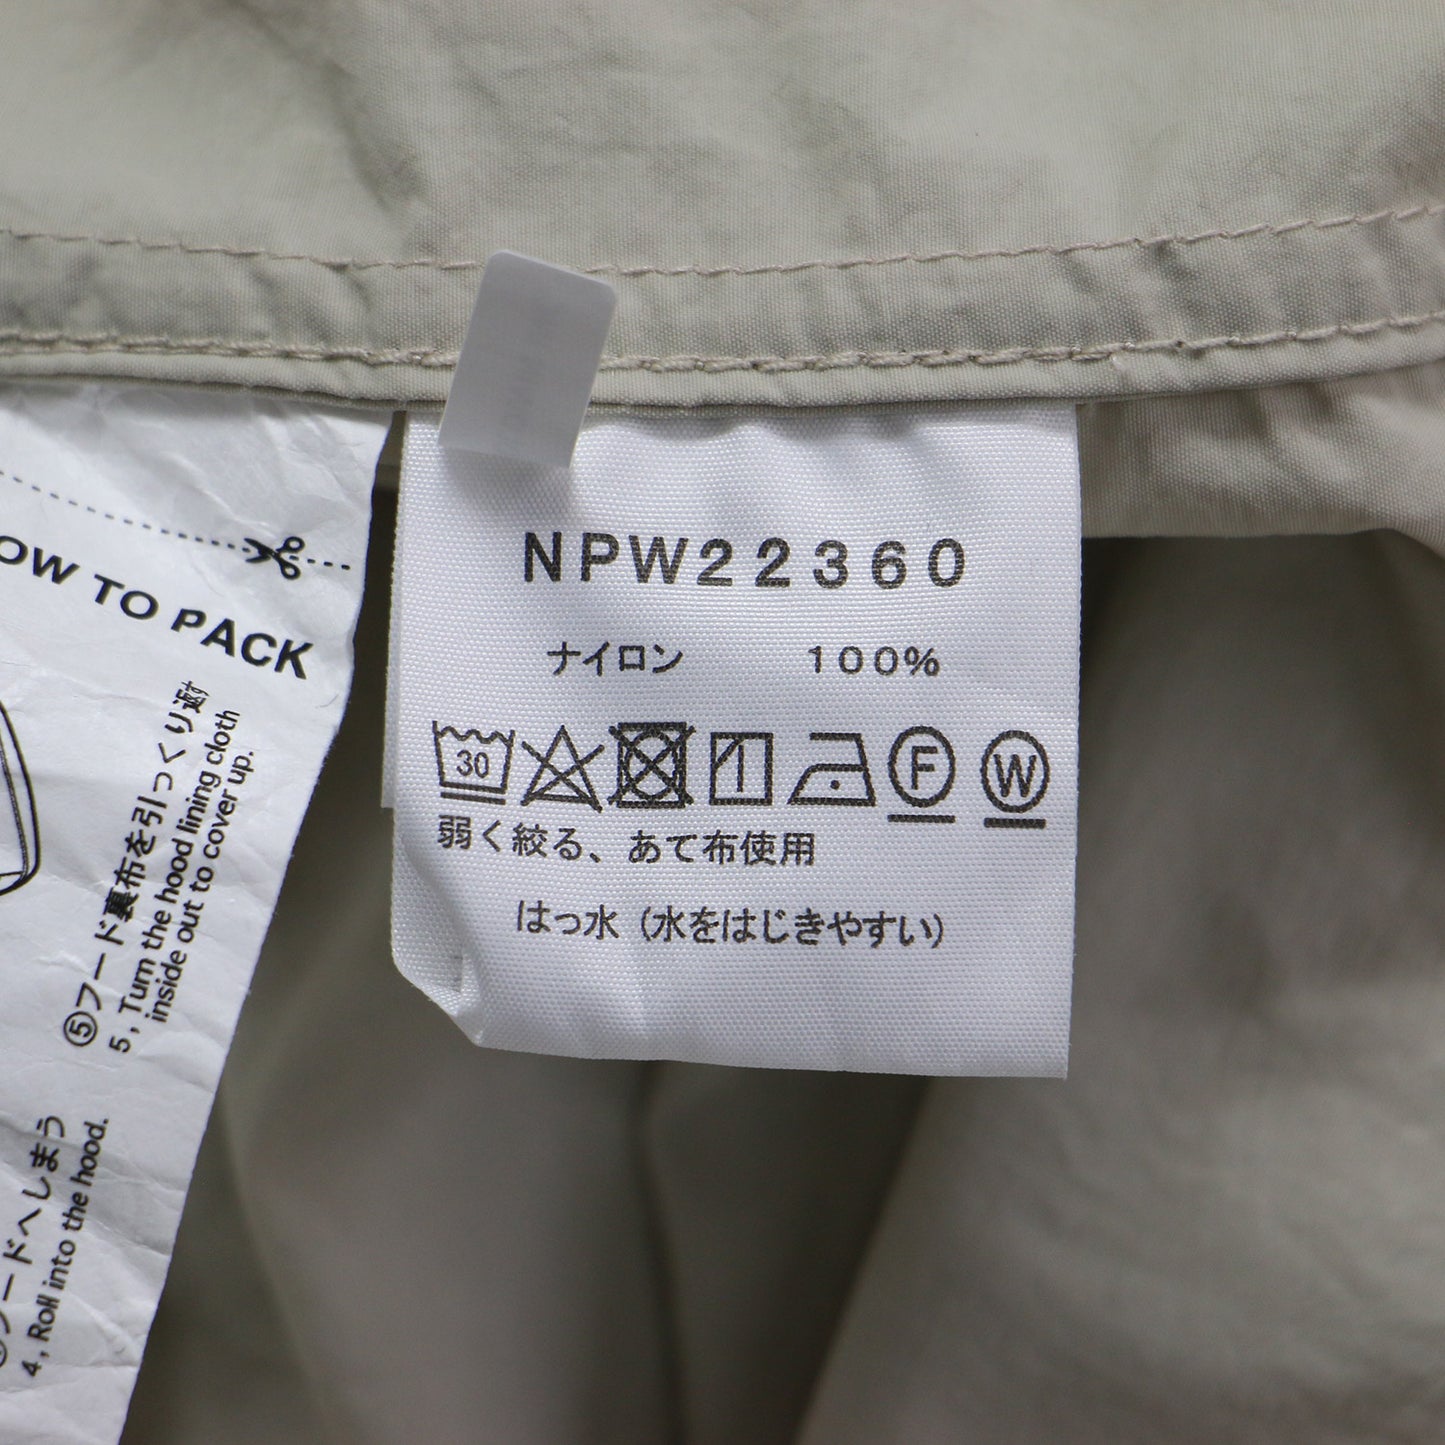 OW TO PACK
⑤フード裏布を引っくり返す
5, Turn the hood lining cloth
inside out to cover up.
フードへしまう
4, Roll into the hood.
NPW22360
ナイロン 100%
30
F
W
弱く絞る、あて布使用
はっ水（水をはじきやすい）